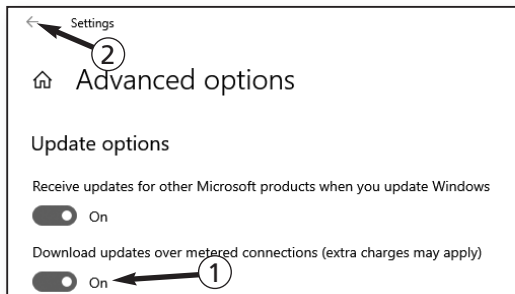 ← Settings
②
Advanced options
Update options
Receive updates for other Microsoft products when you update Windows
On
Download updates over metered connections (extra charges may apply)
On ①